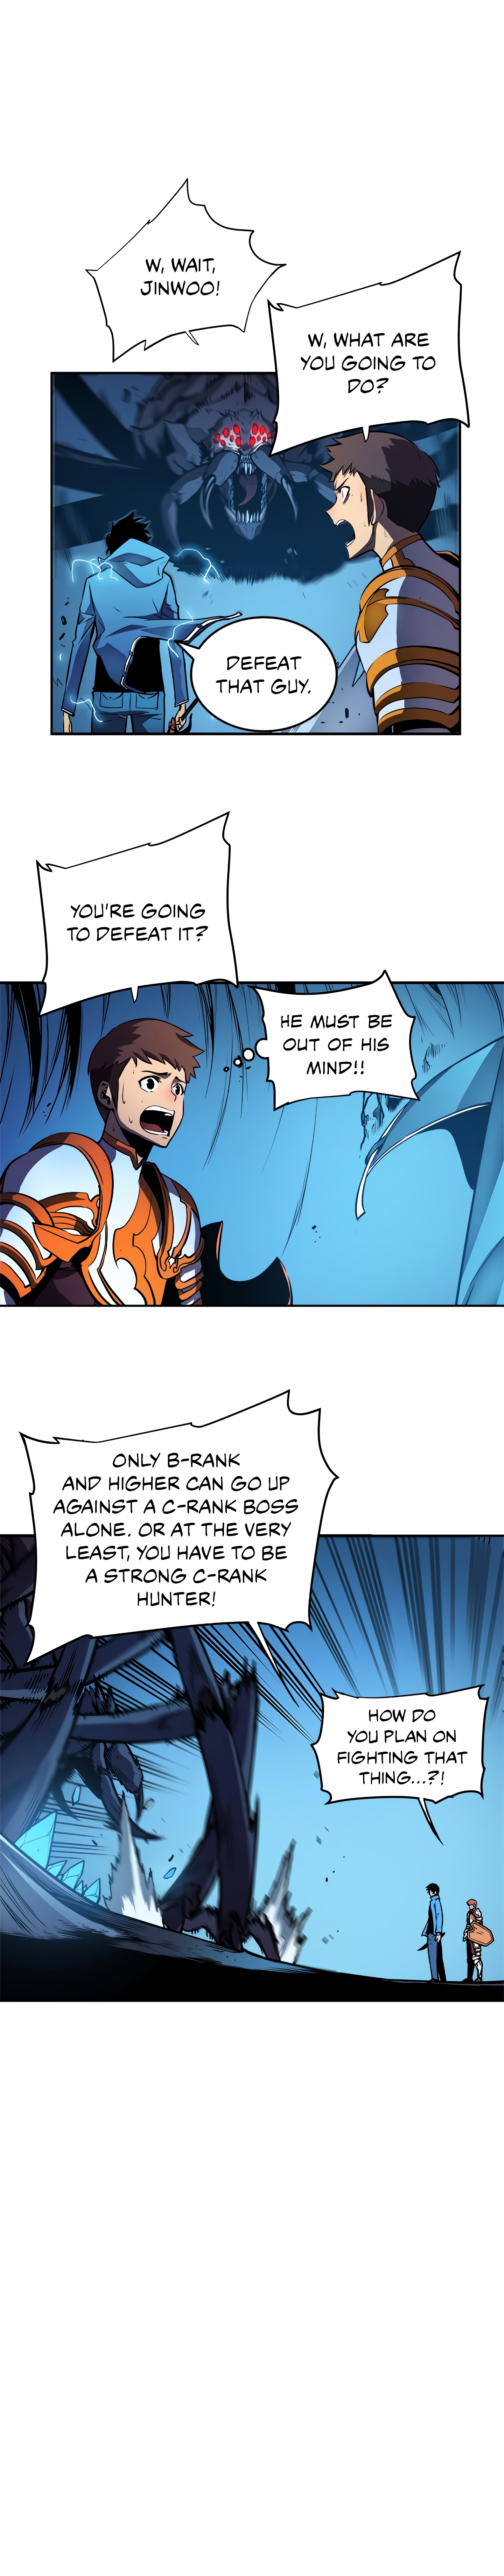 W, WAIT,
JINWOO!
W, WHAT ARE
YOU GOING TO
DO?
DEFEAT
THAT GUY.
YOU'RE GOING
TO DEFEAT IT?
HE MUST BE
OUT OF HIS
MIND!!
ONLY B-RANK
AND HIGHER CAN GO UP
AGAINST A C-RANK BOSS
ALONE. OR AT THE VERY
LEAST, YOU HAVE TO BE
A STRONG C-RANK
HUNTER!
HOW DO
YOU PLAN ON
FIGHTING THAT
THING...?!